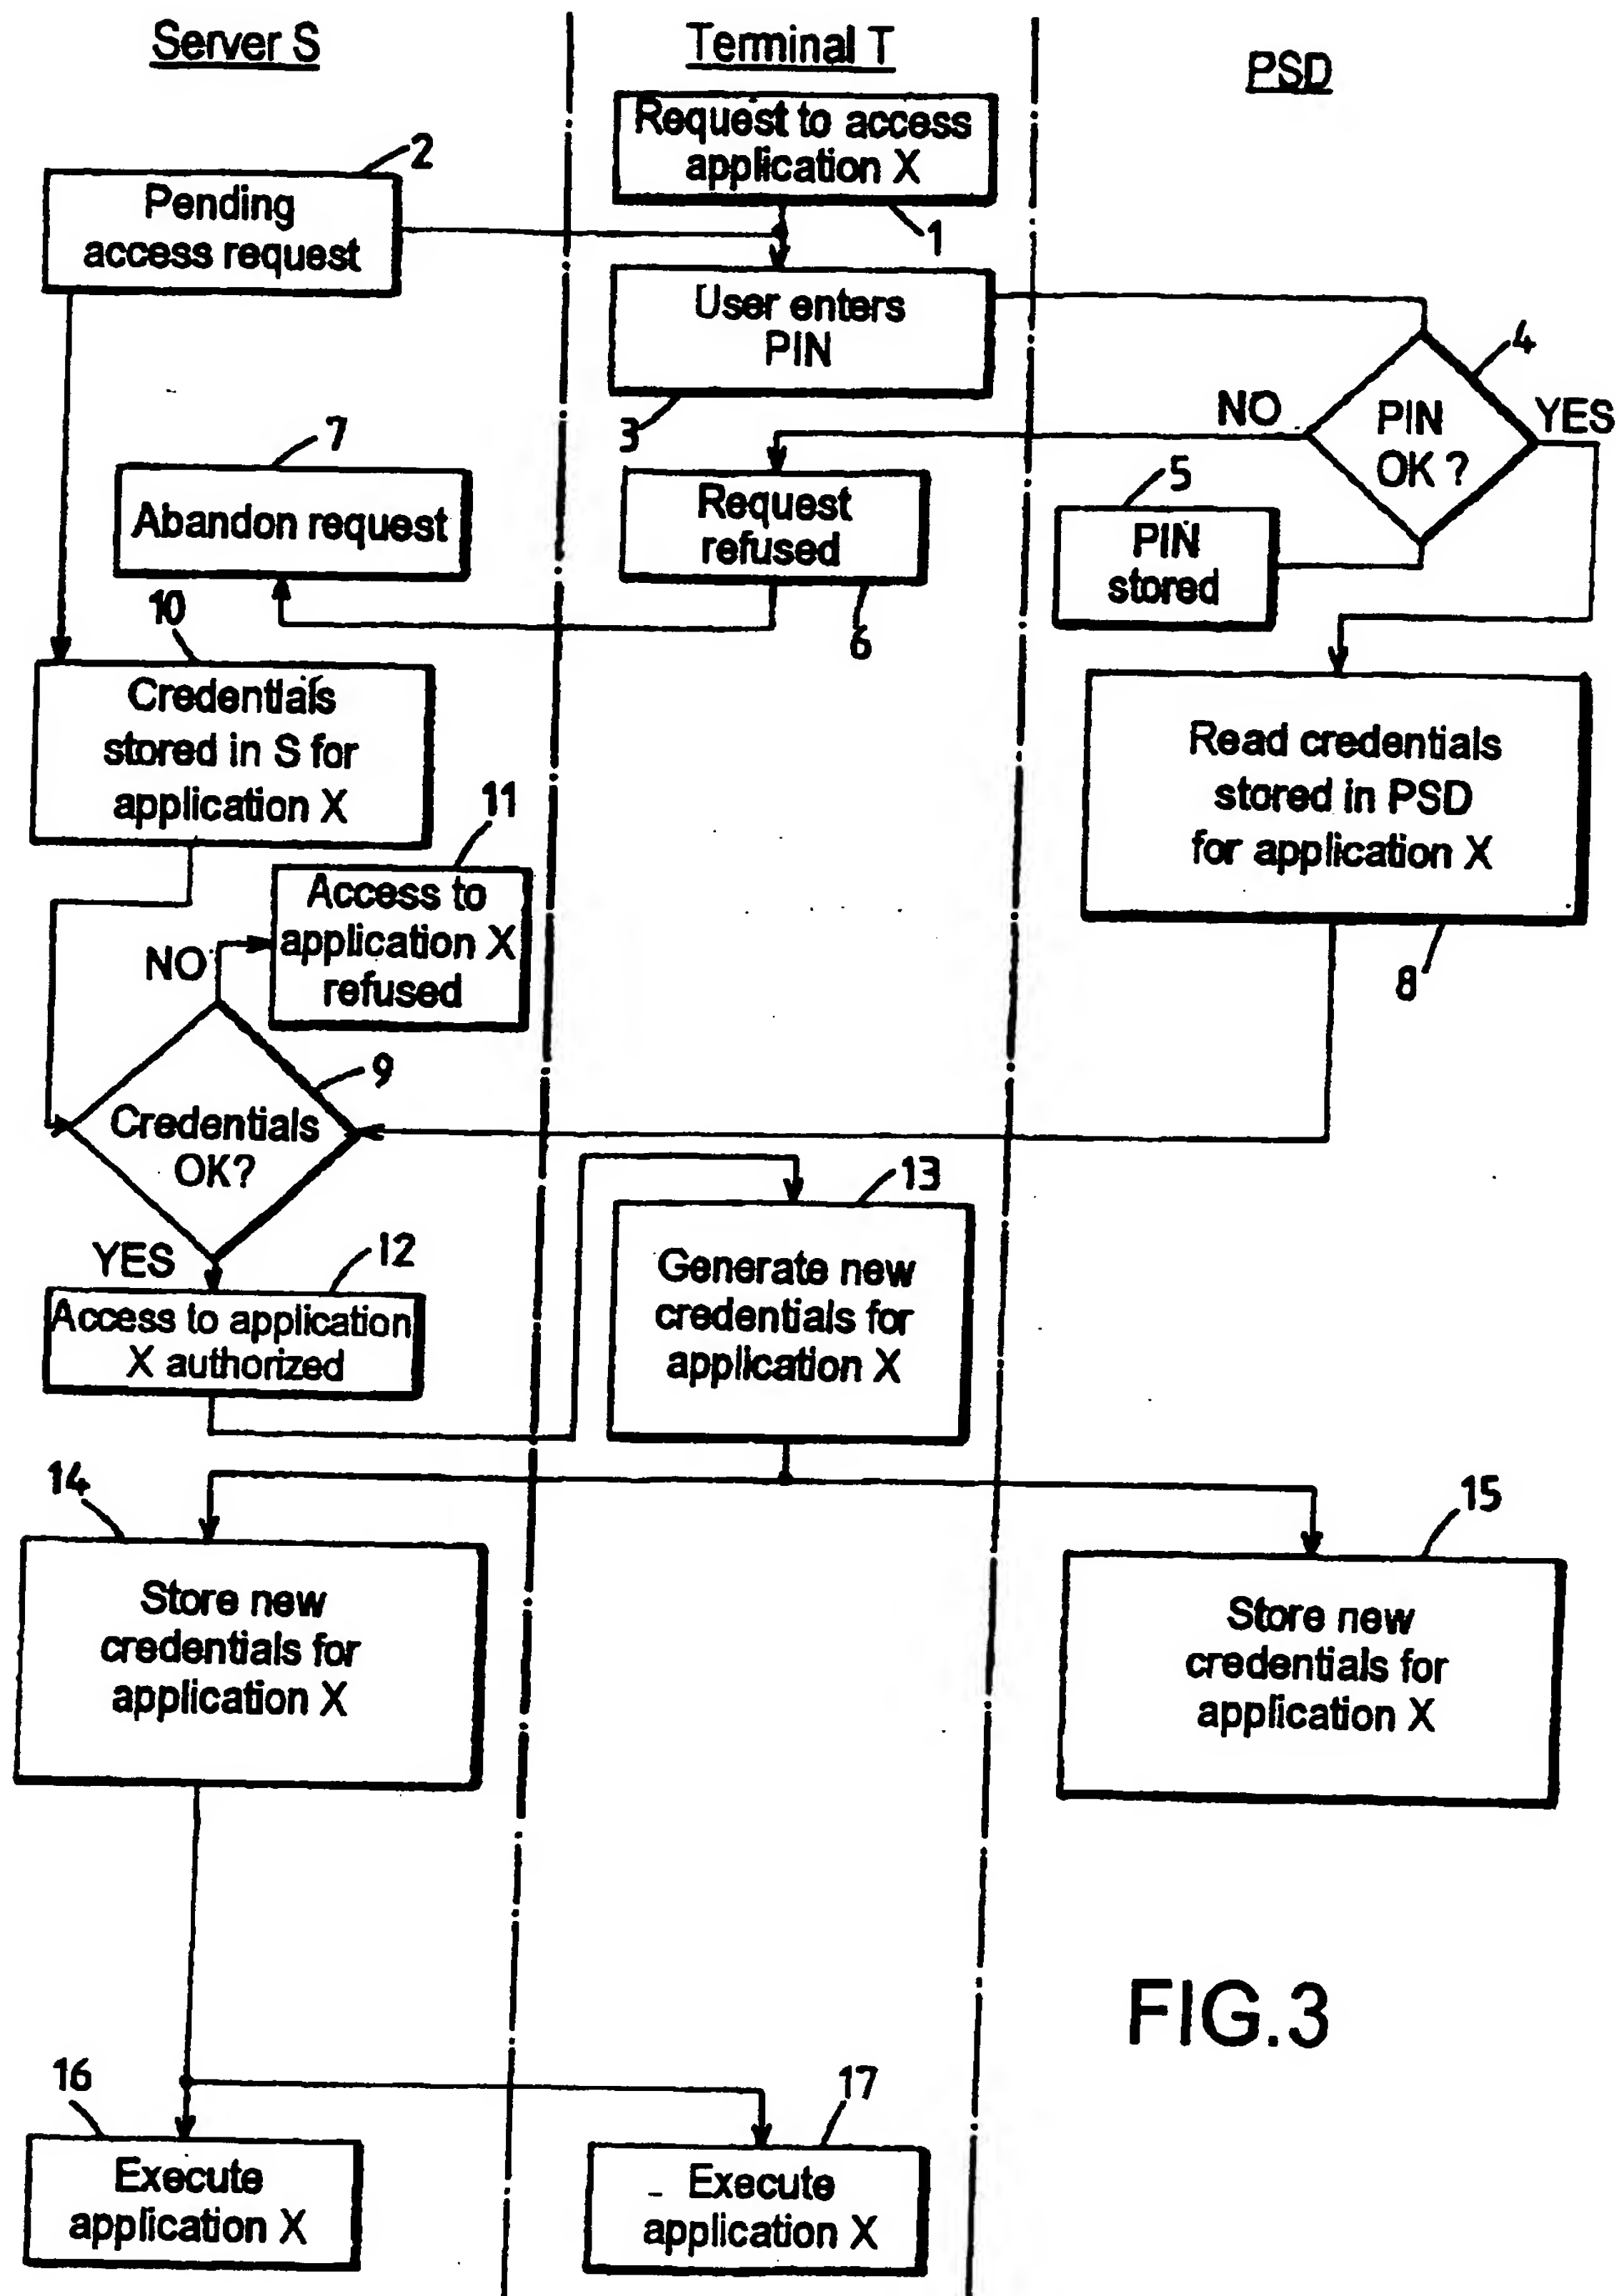 Server S
Terminal T
PSD
Request to access
application X
1
2
Pending
access request
User enters
PIN
3
4
PIN
OK ?
NO
YES
5
PIN
stored
7
Abandon request
Request
refused
6
10
Credentials
stored in S for
application X
Read credentials
stored in PSD
for application X
8
11
Access to
application X
refused
NO
9
Credentials
OK?
YES
12
Access to application
X authorized
13
Generate new
credentials for
application X
14
Store new
credentials for
application X
15
Store new
credentials for
application X
FIG.3
16
Execute
application X
17
Execute
application X